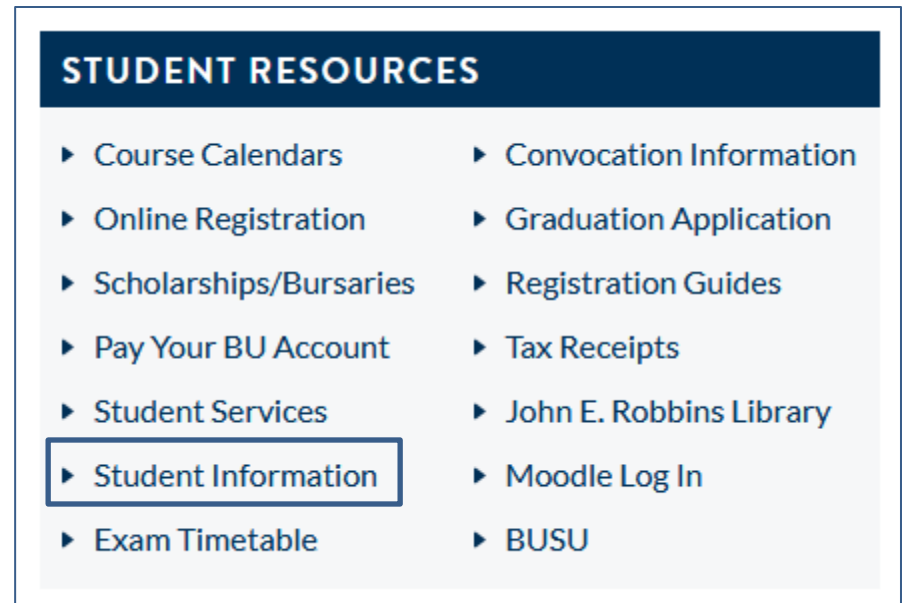 STUDENT RESOURCES
Course Calendars
Online Registration
Scholarships/Bursaries
Pay Your BU Account
Student Services
Student Information
Exam Timetable
Convocation Information
Graduation Application
Registration Guides
Tax Receipts
John E. Robbins Library
Moodle Log In
BUSU